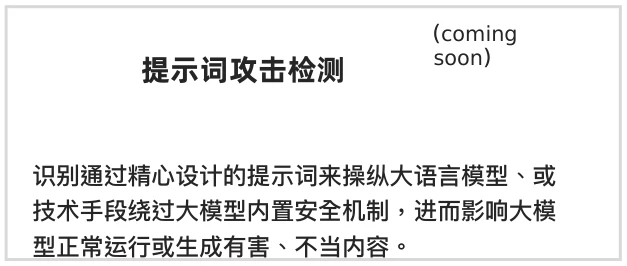 (coming
soon)
提示词攻击检测
识别通过精心设计的提示词来操纵大语言模型、或
技术手段绕过大模型内置安全机制，进而影响大模
型正常运行或生成有害、不当内容。